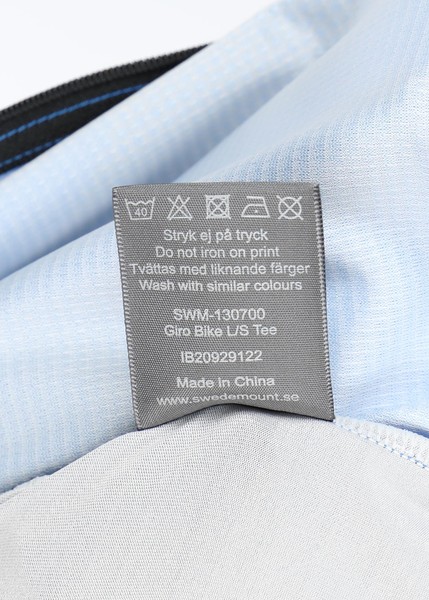 40
Stryk ej på tryck
Do not iron on print
Tvättas med liknande färger
Wash with similar colours
SWM-130700
Giro Bike L/S Tee
IB20929122
Made in China
www.swedemount.se